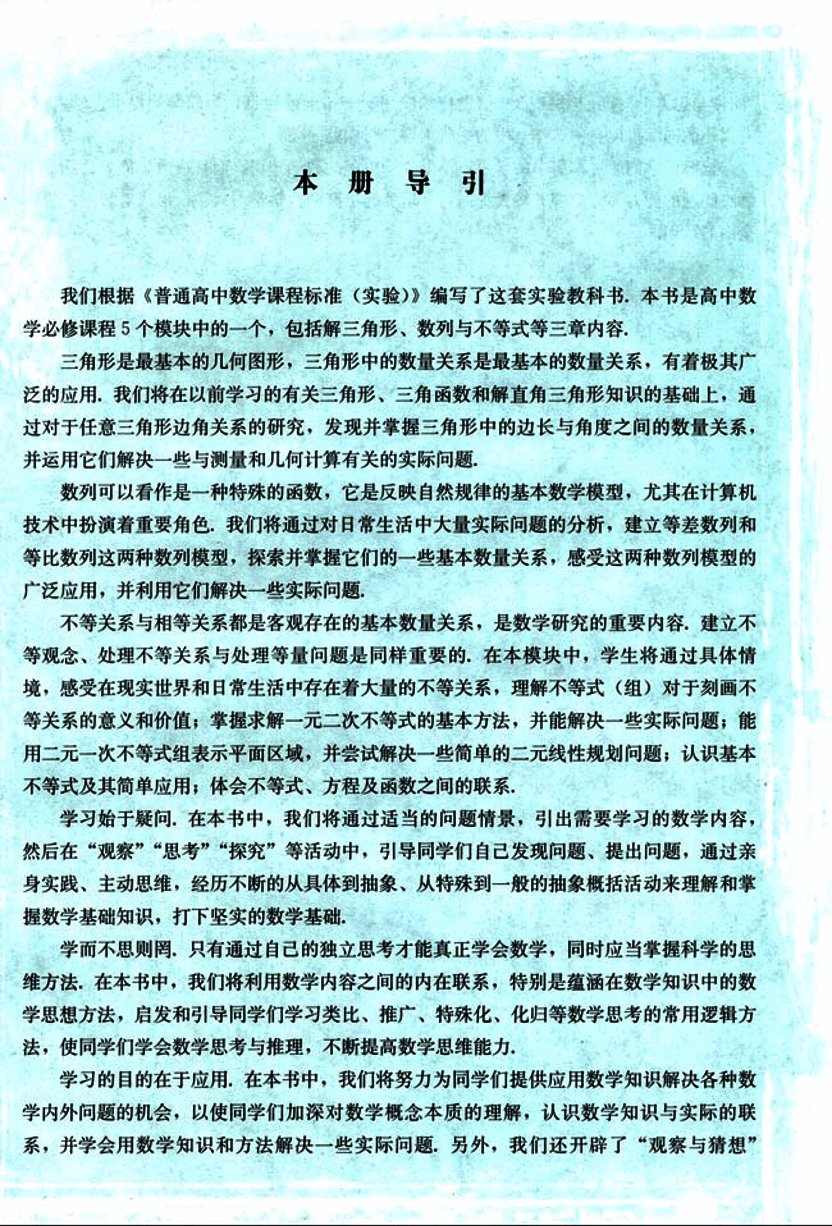 本 册 导 引
我们根据《普通高中数学课程标准（实验）》编写了这套实验教科书. 本书是高中数
学必修课程 5 个模块中的一个，包括解三角形、数列与不等式等三章内容.
三角形是最基本的几何图形，三角形中的数量关系是最基本的数量关系，有着极其广
泛的应用. 我们将在以前学习的有关三角形、三角函数和解直角三角形知识的基础上，通
过对于任意三角形边角关系的研究，发现并掌握三角形中的边长与角度之间的数量关系，
并运用它们解决一些与测量和几何计算有关的实际问题.
数列可以看作是一种特殊的函数，它是反映自然规律的基本数学模型，尤其在计算机
技术中扮演着重要角色. 我们将通过对日常生活中大量实际问题的分析，建立等差数列和
等比数列这两种数列模型，探索并掌握它们的一些基本数量关系，感受这两种数列模型的
广泛应用，并利用它们解决一些实际问题.
不等关系与相等关系都是客观存在的基本数量关系，是数学研究的重要内容. 建立不
等观念、处理不等关系与处理等量问题是同样重要的. 在本模块中，学生将通过具体情
境，感受在现实世界和日常生活中存在着大量的不等关系，理解不等式（组）对于刻画不
等关系的意义和价值；掌握求解一元二次不等式的基本方法，并能解决一些实际问题；能
用二元一次不等式组表示平面区域，并尝试解决一些简单的二元线性规划问题；认识基本
不等式及其简单应用；体会不等式、方程及函数之间的联系.
学习始于疑问. 在本书中，我们将通过适当的问题情景，引出需要学习的数学内容，
然后在“观察”“思考”“探究”等活动中，引导同学们自己发现问题、提出问题，通过亲
身实践、主动思维，经历不断的从具体到抽象、从特殊到一般的抽象概括活动来理解和掌
握数学基础知识，打下坚实的数学基础.
学而不思则罔. 只有通过自己的独立思考才能真正学会数学，同时应当掌握科学的思
维方法. 在本书中，我们将利用数学内容之间的内在联系，特别是蕴涵在数学知识中的数
学思想方法，启发和引导同学们学习类比、推广、特殊化、化归等数学思考的常用逻辑方
法，使同学们学会数学思考与推理，不断提高数学思维能力.
学习的目的在于应用. 在本书中，我们将努力为同学们提供应用数学知识解决各种数
学内外问题的机会，以使同学们加深对数学概念本质的理解，认识数学知识与实际的联
系，并学会用数学知识和方法解决一些实际问题. 另外，我们还开辟了“观察与猜想”